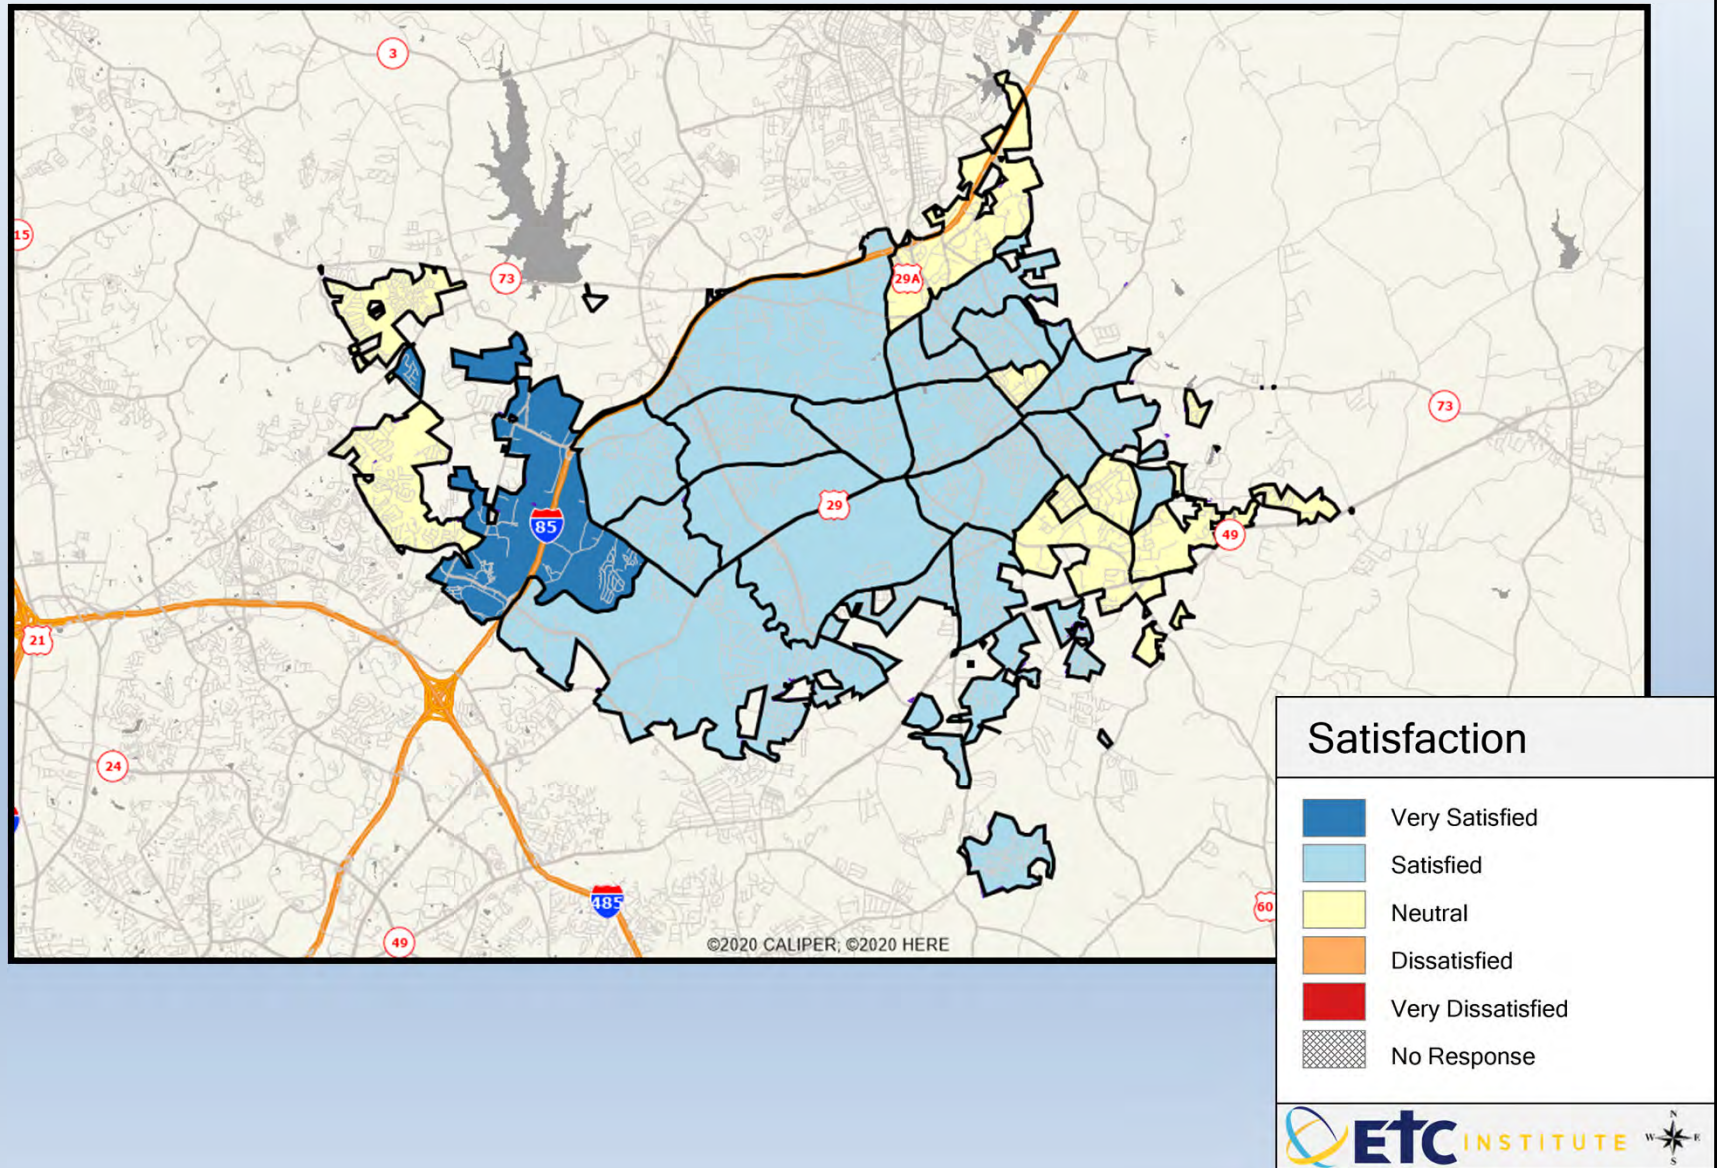 3
15
73
29A
73
29
85
49
21
24
485
60
49
©2020 CALIPER; ©2020 HERE
Satisfaction
Very Satisfied
Satisfied
Neutral
Dissatisfied
Very Dissatisfied
No Response
ETC INSTITUTE
N
W E
S